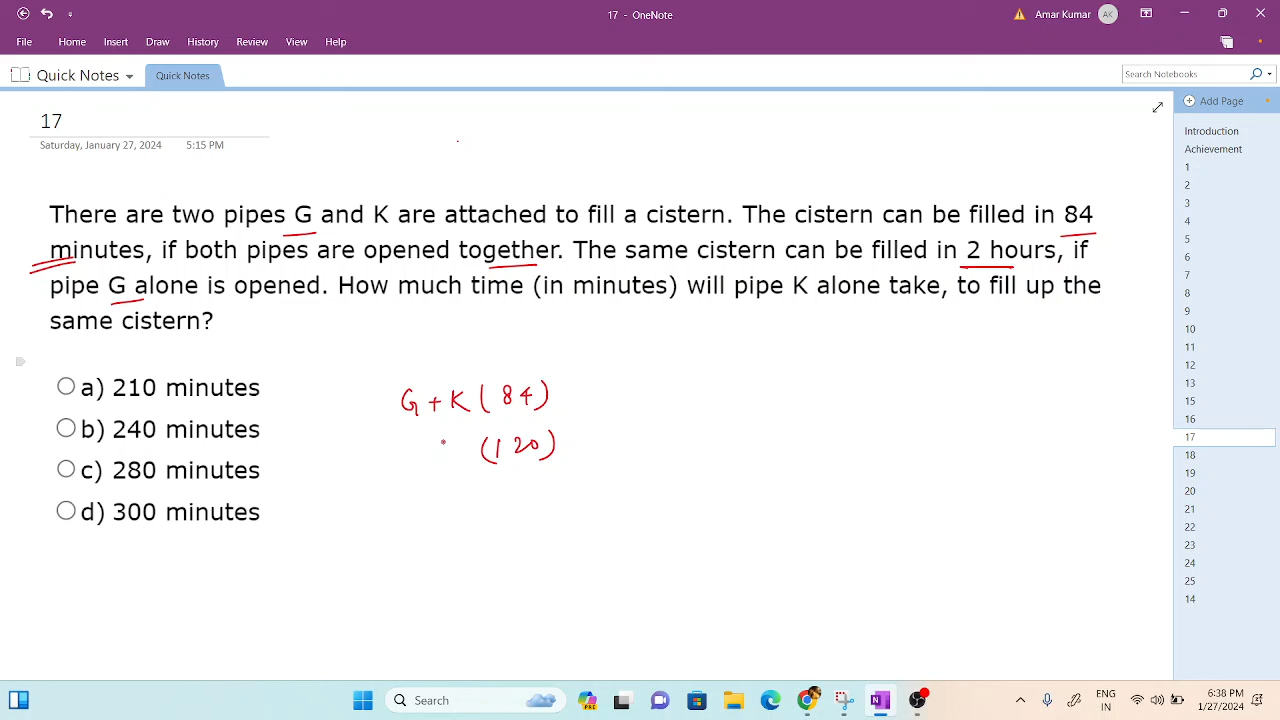 17 - OneNote
Amar Kumar AK
File Home Insert Draw History Review View Help
Quick Notes Quick Notes
Search Notebooks
17
Saturday, January 27, 2024 5:15 PM
Add Page
Introduction
Achievement
1
2
3
4
5
6
7
8
9
10
11
12
13
15
16
17
18
19
20
21
22
23
24
25
14
There are two pipes G and K are attached to fill a cistern. The cistern can be filled in 84
minutes, if both pipes are opened together. The same cistern can be filled in 2 hours, if
pipe G alone is opened. How much time (in minutes) will pipe K alone take, to fill up the
same cistern?
a) 210 minutes
b) 240 minutes
c) 280 minutes
d) 300 minutes
G + K (84)
(120)
Search
ENG
IN
6:38 PM
1/27/2024